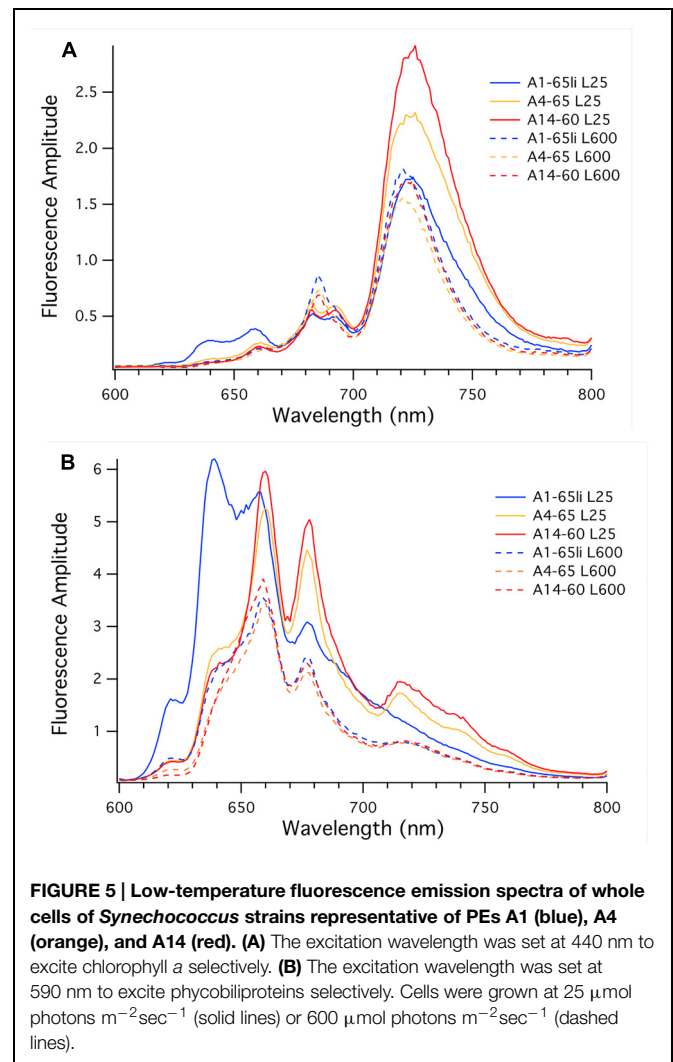 A
Fluorescence Amplitude
2.5
2.0
1.5
1.0
0.5
A1-65li L25
A4-65 L25
A14-60 L25
A1-65li L600
A4-65 L600
A14-60 L600
600 650 700 750 800
Wavelength (nm)
B
Fluorescence Amplitude
6
5
4
3
2
1
A1-65li L25
A4-65 L25
A14-60 L25
A1-65li L600
A4-65 L600
A14-60 L600
600 650 700 750 800
Wavelength (nm)
FIGURE 5 | Low-temperature fluorescence emission spectra of whole
cells of Synechococcus strains representative of PEs A1 (blue), A4
(orange), and A14 (red). (A) The excitation wavelength was set at 440 nm to
excite chlorophyll a selectively. (B) The excitation wavelength was set at
590 nm to excite phycobiliproteins selectively. Cells were grown at 25 μmol
photons m−2sec−1 (solid lines) or 600 μmol photons m−2sec−1 (dashed
lines).